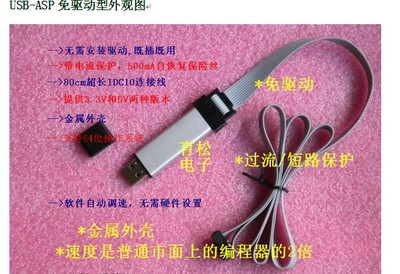 USB-ASP 免驱动型外观图:
-->无需安装驱动,既插既用
-->带电流保护，500mA自恢复保险丝
-->80cm超长IDC10连接线
-->提供3.3V和5V两种版本
-->金属外壳
-->支持64位操作系统
*免驱动
育松
电子
*过流/短路保护
-->软件自动调速，无需硬件设置
*金属外壳
*速度是普通市面上的编程器的2倍